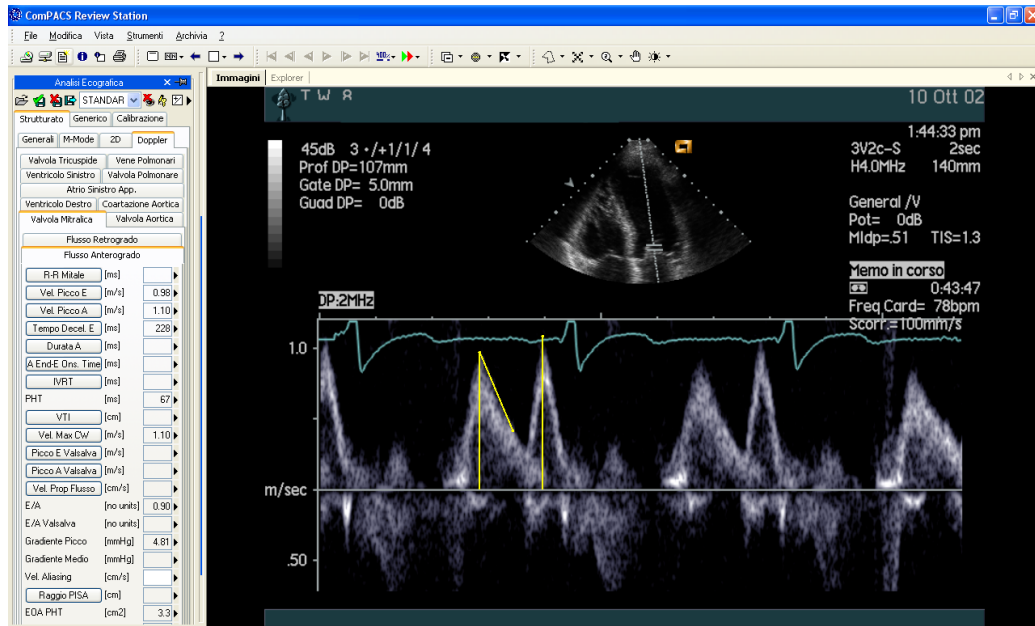 ComPACS Review Station
File Modifica Vista Strumenti Archivia ?
Analisi Ecografica
STANDAR
Strutturato Generico Calibrazione
Generali M-Mode 2D Doppler
Valvola Tricuspide Vene Polmonari
Ventricolo Sinistro Valvola Polmonare
Atrio Sinistro App.
Ventricolo Destro Coartazione Aortica
Valvola Mitralica Valvola Aortica
Flusso Retrogrado
Flusso Anterogrado
R-R Mitale [ms]
Vel. Picco E [m/s] 0.98
Vel. Picco A [m/s] 1.10
Tempo Decel. E [ms] 228
Durata A [ms]
A End-E Ons. Time [ms]
IVRT [ms]
PHT [ms] 67
VTI [cm]
Vel. Max CW [m/s] 1.10
Picco E Valsalva [m/s]
Picco A Valsalva [m/s]
Vel. Prop Flusso [cm/s]
E/A [no units] 0.90
E/A Valsalva [no units]
Gradiente Picco [mmHg] 4.81
Gradiente Medio [mmHg]
Vel. Aliasing [cm/s]
Raggio PISA [cm]
EOA PHT [cm2] 3.3
Immagini Explorer
T W R
10 Ott 02
1:44:33 pm
45dB 3 •/+1/1/ 4
Prof DP=107mm
Gate DP= 5.0mm
Guad DP= 0dB
3V2c-S 2sec
H4.0MHz 140mm
General /V
Pot= 0dB
MIdp=.51 TIS=1.3
Memo in corso
0:43:47
Freq Card= 78bpm
Scorr.=100mm/s
DP:2MHz
1.0
m/sec
.50